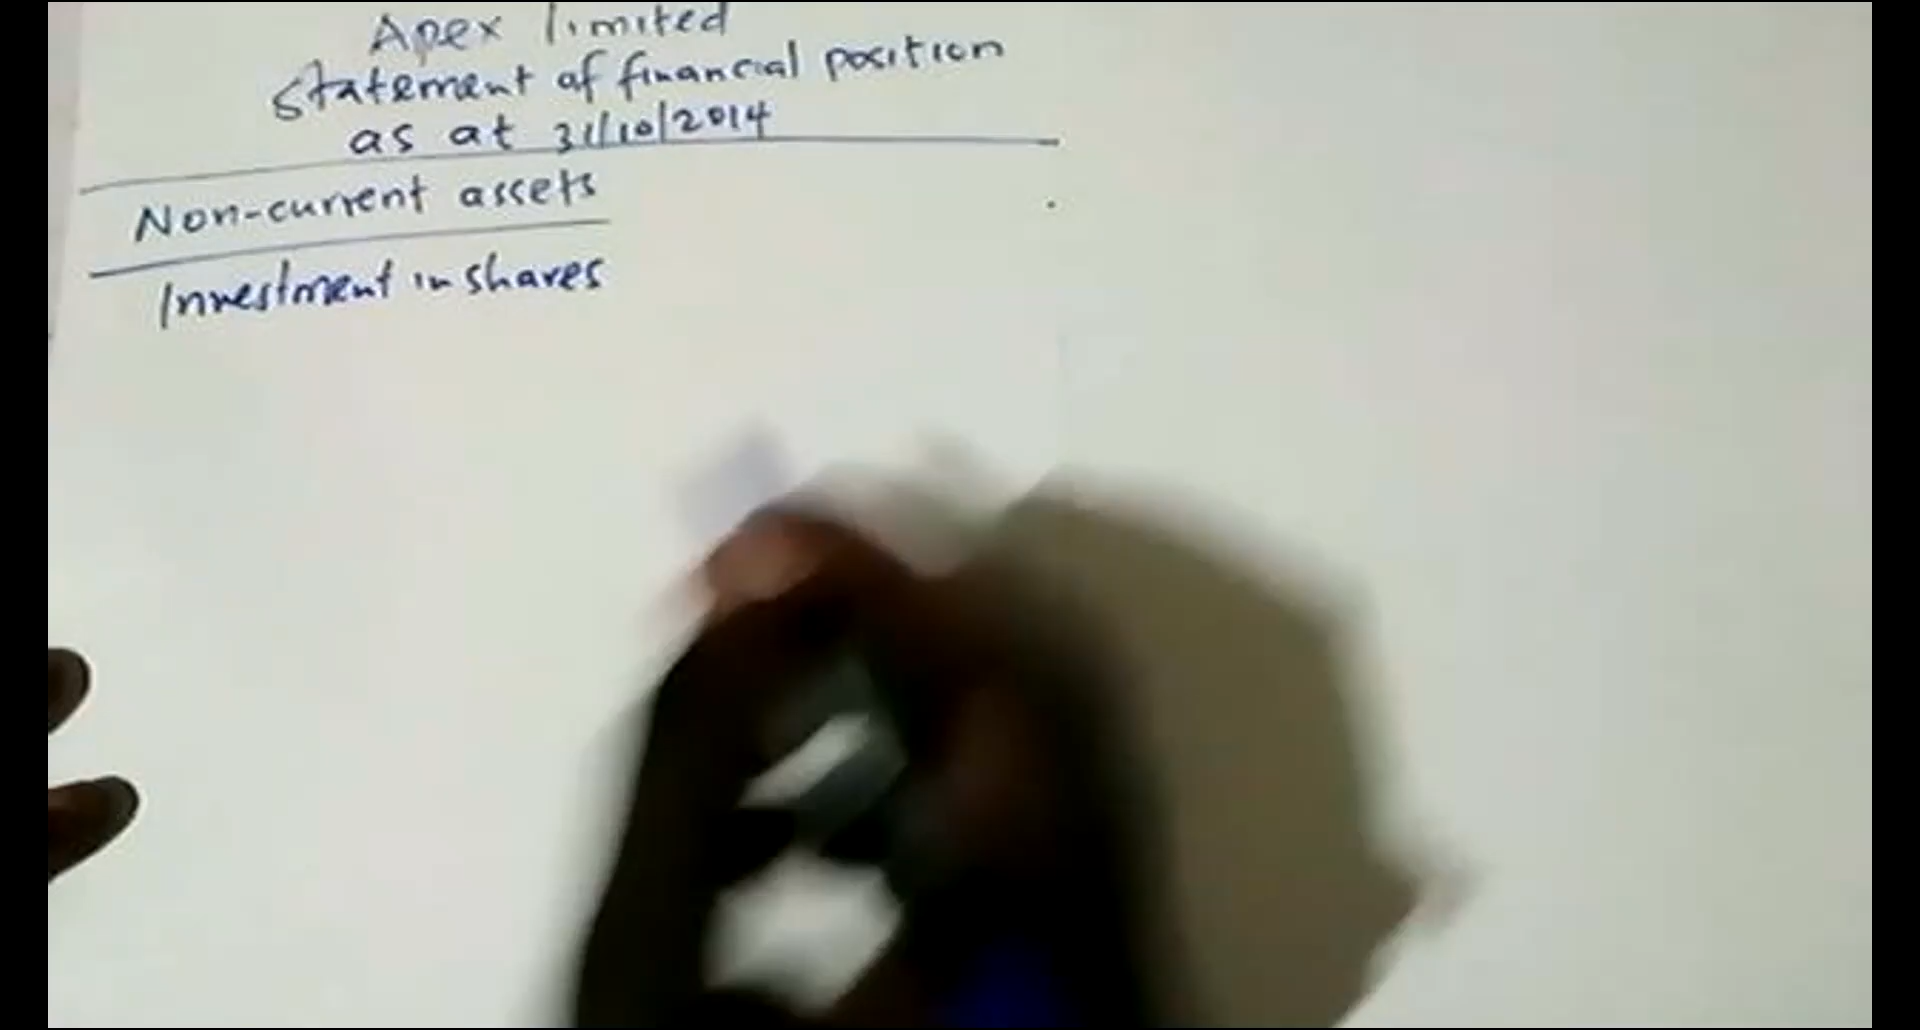 Apex limited
statement of financial position
as at 31/10/2014
Non-current assets
Investment in shares